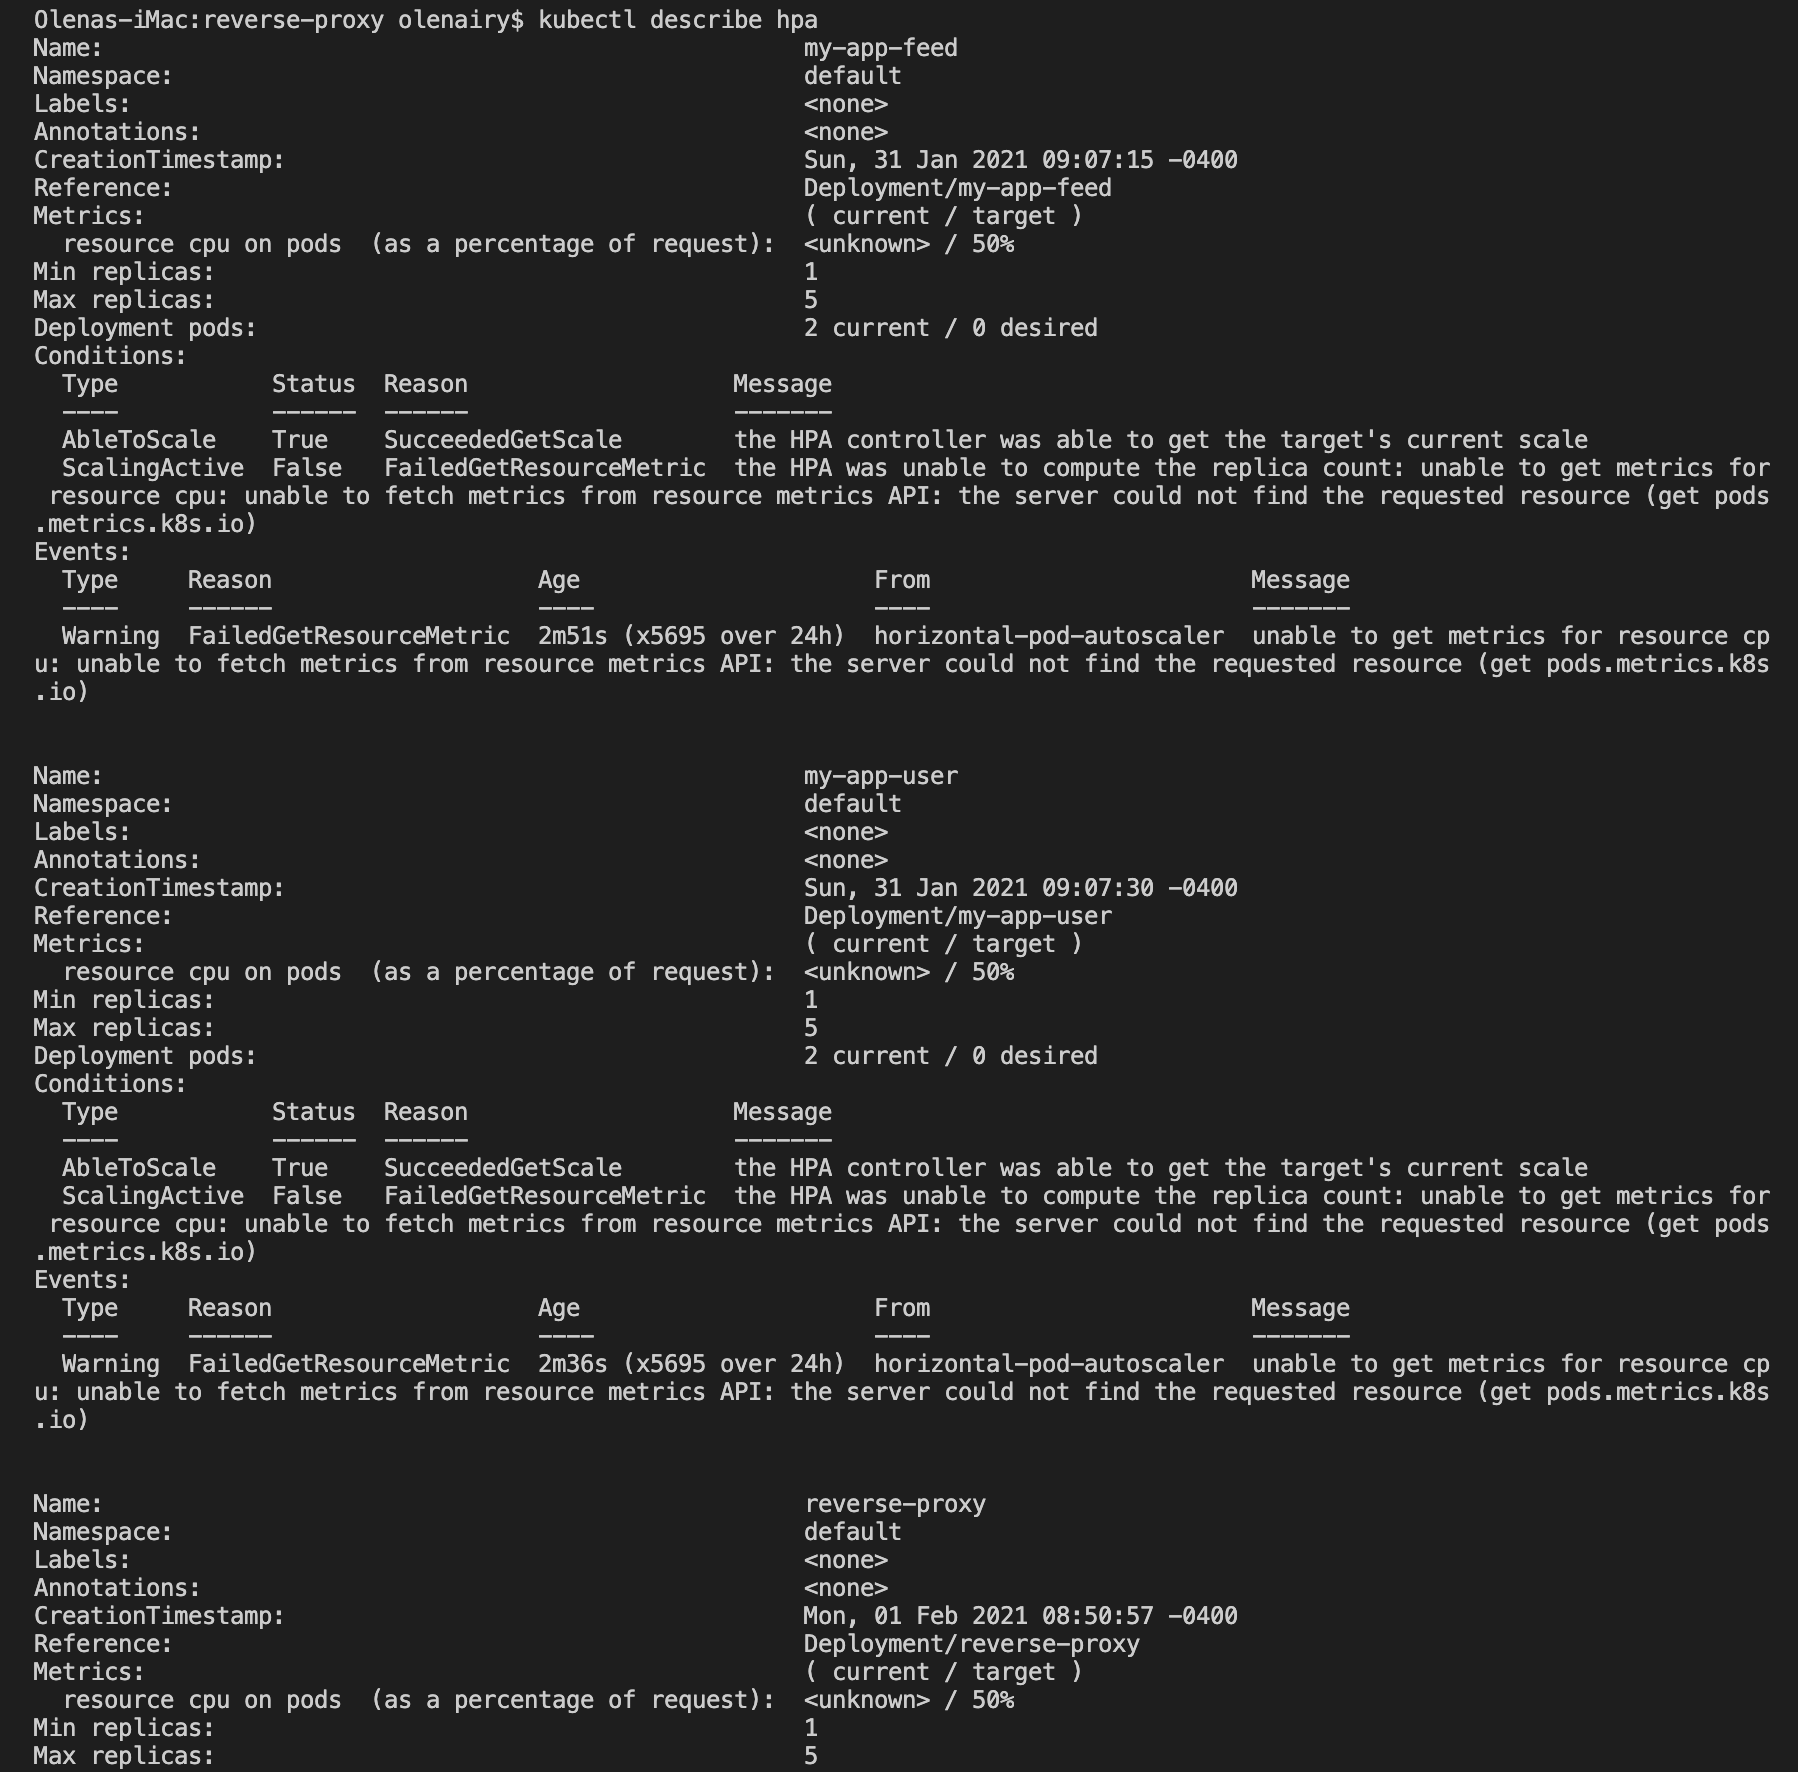 Olenas-iMac:reverse-proxy olenairy$ kubectl describe hpa
Name:                                                  my-app-feed
Namespace:                                             default
Labels:                                                <none>
Annotations:                                           <none>
CreationTimestamp:                                     Sun, 31 Jan 2021 09:07:15 -0400
Reference:                                             Deployment/my-app-feed
Metrics:                                               ( current / target )
  resource cpu on pods  (as a percentage of request):  <unknown> / 50%
Min replicas:                                          1
Max replicas:                                          5
Deployment pods:                                       2 current / 0 desired
Conditions:
  Type           Status  Reason                   Message
  ----           ------  ------                   -------
  AbleToScale    True    SucceededGetScale        the HPA controller was able to get the target's current scale
  ScalingActive  False   FailedGetResourceMetric  the HPA was unable to compute the replica count: unable to get metrics for
 resource cpu: unable to fetch metrics from resource metrics API: the server could not find the requested resource (get pods
.metrics.k8s.io)
Events:
  Type     Reason                   Age                     From                       Message
  ----     ------                   ----                    ----                       -------
  Warning  FailedGetResourceMetric  2m51s (x5695 over 24h)  horizontal-pod-autoscaler  unable to get metrics for resource cp
u: unable to fetch metrics from resource metrics API: the server could not find the requested resource (get pods.metrics.k8s
.io)
Name:                                                  my-app-user
Namespace:                                             default
Labels:                                                <none>
Annotations:                                           <none>
CreationTimestamp:                                     Sun, 31 Jan 2021 09:07:30 -0400
Reference:                                             Deployment/my-app-user
Metrics:                                               ( current / target )
  resource cpu on pods  (as a percentage of request):  <unknown> / 50%
Min replicas:                                          1
Max replicas:                                          5
Deployment pods:                                       2 current / 0 desired
Conditions:
  Type           Status  Reason                   Message
  ----           ------  ------                   -------
  AbleToScale    True    SucceededGetScale        the HPA controller was able to get the target's current scale
  ScalingActive  False   FailedGetResourceMetric  the HPA was unable to compute the replica count: unable to get metrics for
 resource cpu: unable to fetch metrics from resource metrics API: the server could not find the requested resource (get pods
.metrics.k8s.io)
Events:
  Type     Reason                   Age                     From                       Message
  ----     ------                   ----                    ----                       -------
  Warning  FailedGetResourceMetric  2m36s (x5695 over 24h)  horizontal-pod-autoscaler  unable to get metrics for resource cp
u: unable to fetch metrics from resource metrics API: the server could not find the requested resource (get pods.metrics.k8s
.io)
Name:                                                  reverse-proxy
Namespace:                                             default
Labels:                                                <none>
Annotations:                                           <none>
CreationTimestamp:                                     Mon, 01 Feb 2021 08:50:57 -0400
Reference:                                             Deployment/reverse-proxy
Metrics:                                               ( current / target )
  resource cpu on pods  (as a percentage of request):  <unknown> / 50%
Min replicas:                                          1
Max replicas:                                          5